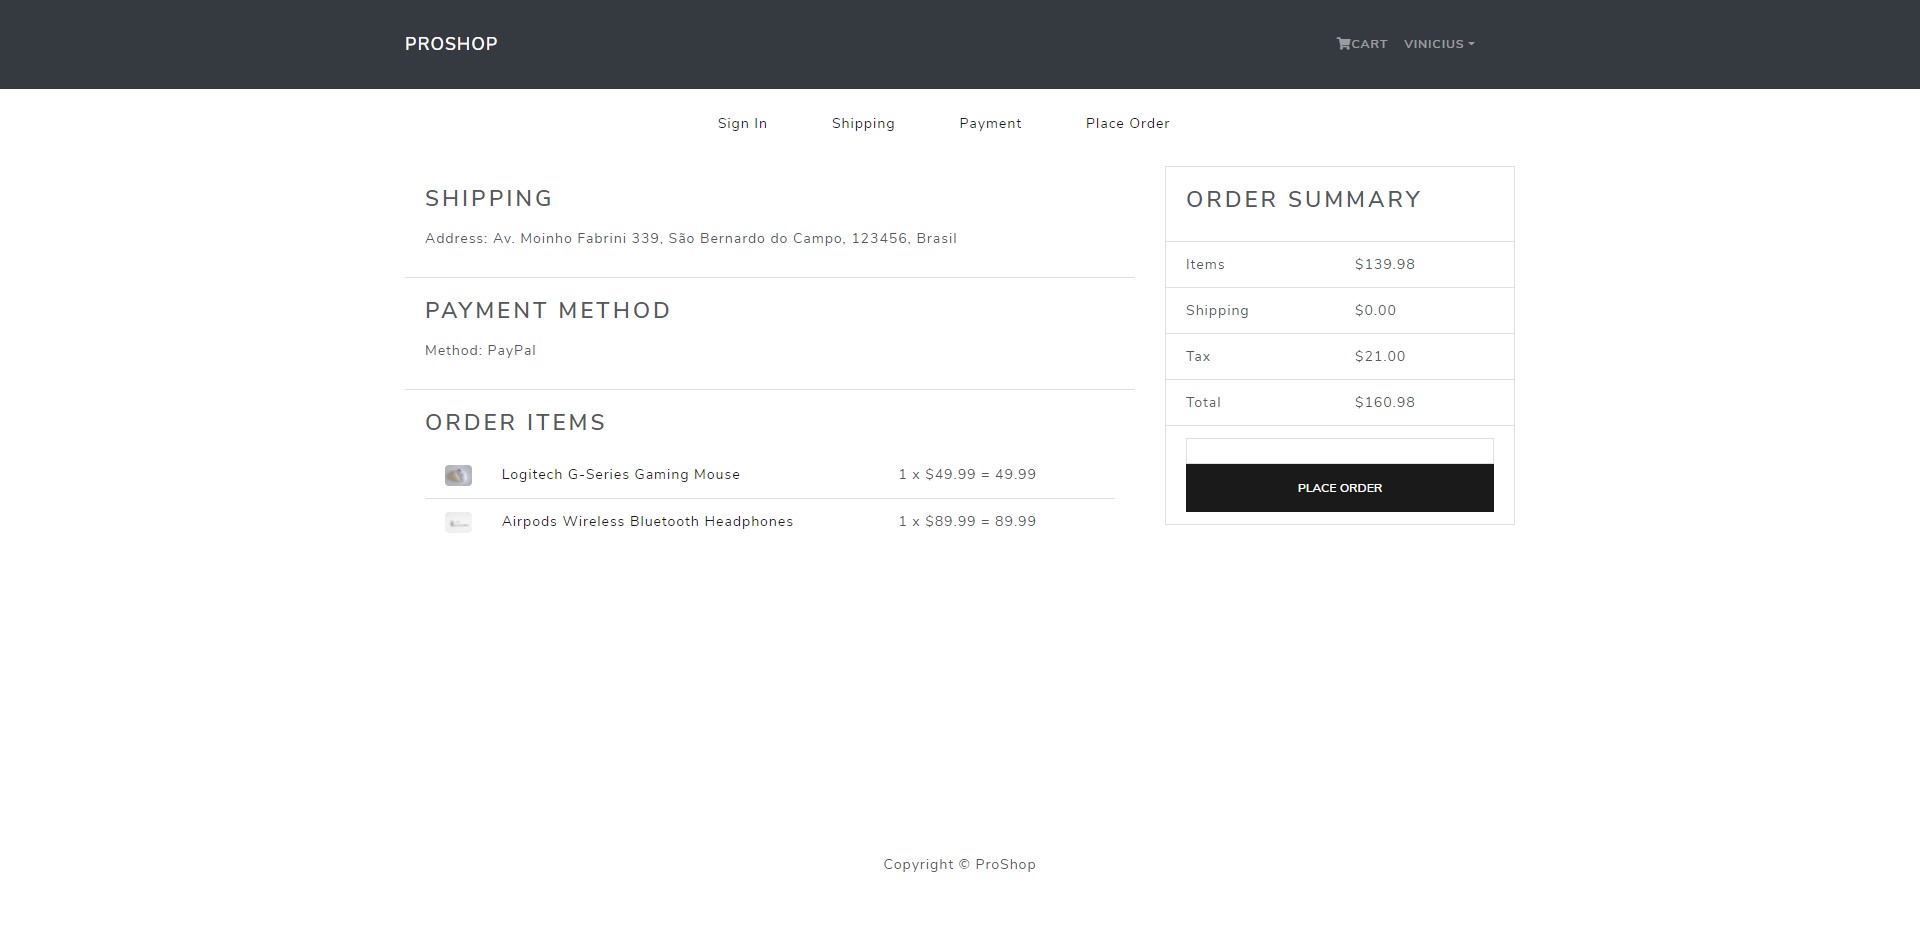 PROSHOP
CART VINICIUS
Sign In Shipping Payment Place Order
SHIPPING
Address: Av. Moinho Fabrini 339, São Bernardo do Campo, 123456, Brasil
PAYMENT METHOD
Method: PayPal
ORDER ITEMS
Logitech G-Series Gaming Mouse 1 x $49.99 = 49.99
Airpods Wireless Bluetooth Headphones 1 x $89.99 = 89.99
ORDER SUMMARY
Items $139.98
Shipping $0.00
Tax $21.00
Total $160.98
PLACE ORDER
Copyright © ProShop